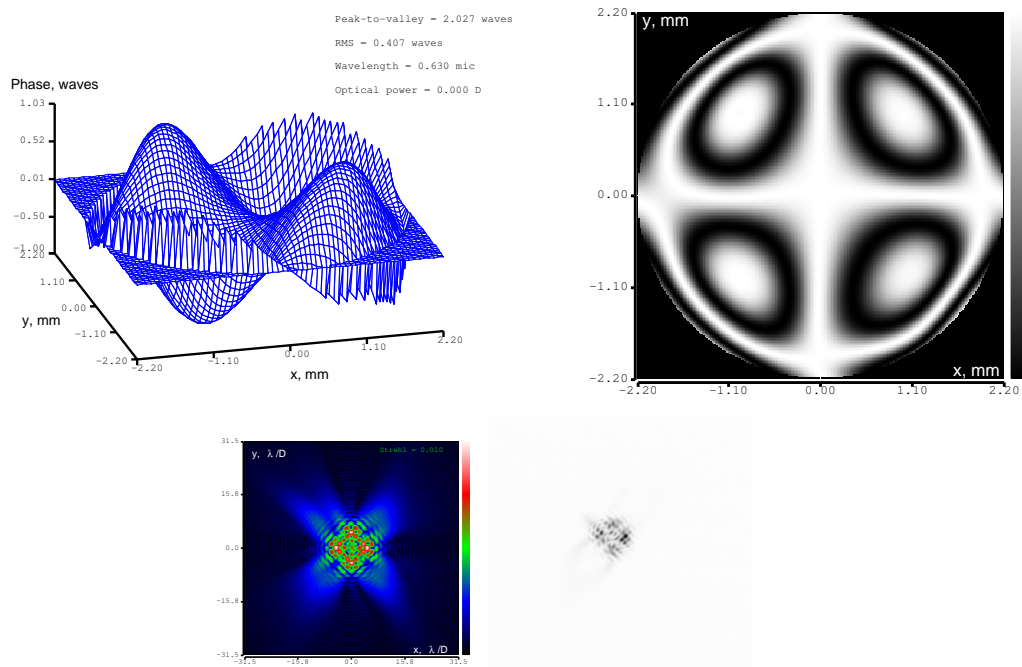 Peak-to-valley = 2.027 waves
RMS = 0.407 waves
Wavelength = 0.630 mic
Optical power = 0.000 D
Phase, waves
1.03
0.52
0.01
-0.50
-1.00
2.20
1.10
0.00
-1.10
-2.20
y, mm
-2.20
-1.10
0.00
1.10
2.20
x, mm
2.20
y, mm
1.10
0.00
-1.10
-2.20
x, mm
-2.20
-1.10
0.00
1.10
2.20
31.5
y, λ/D
Strehl = 0.010
15.8
0.0
-15.8
-31.5
x, λ/D
-31.5
-15.8
0.0
15.8
31.5